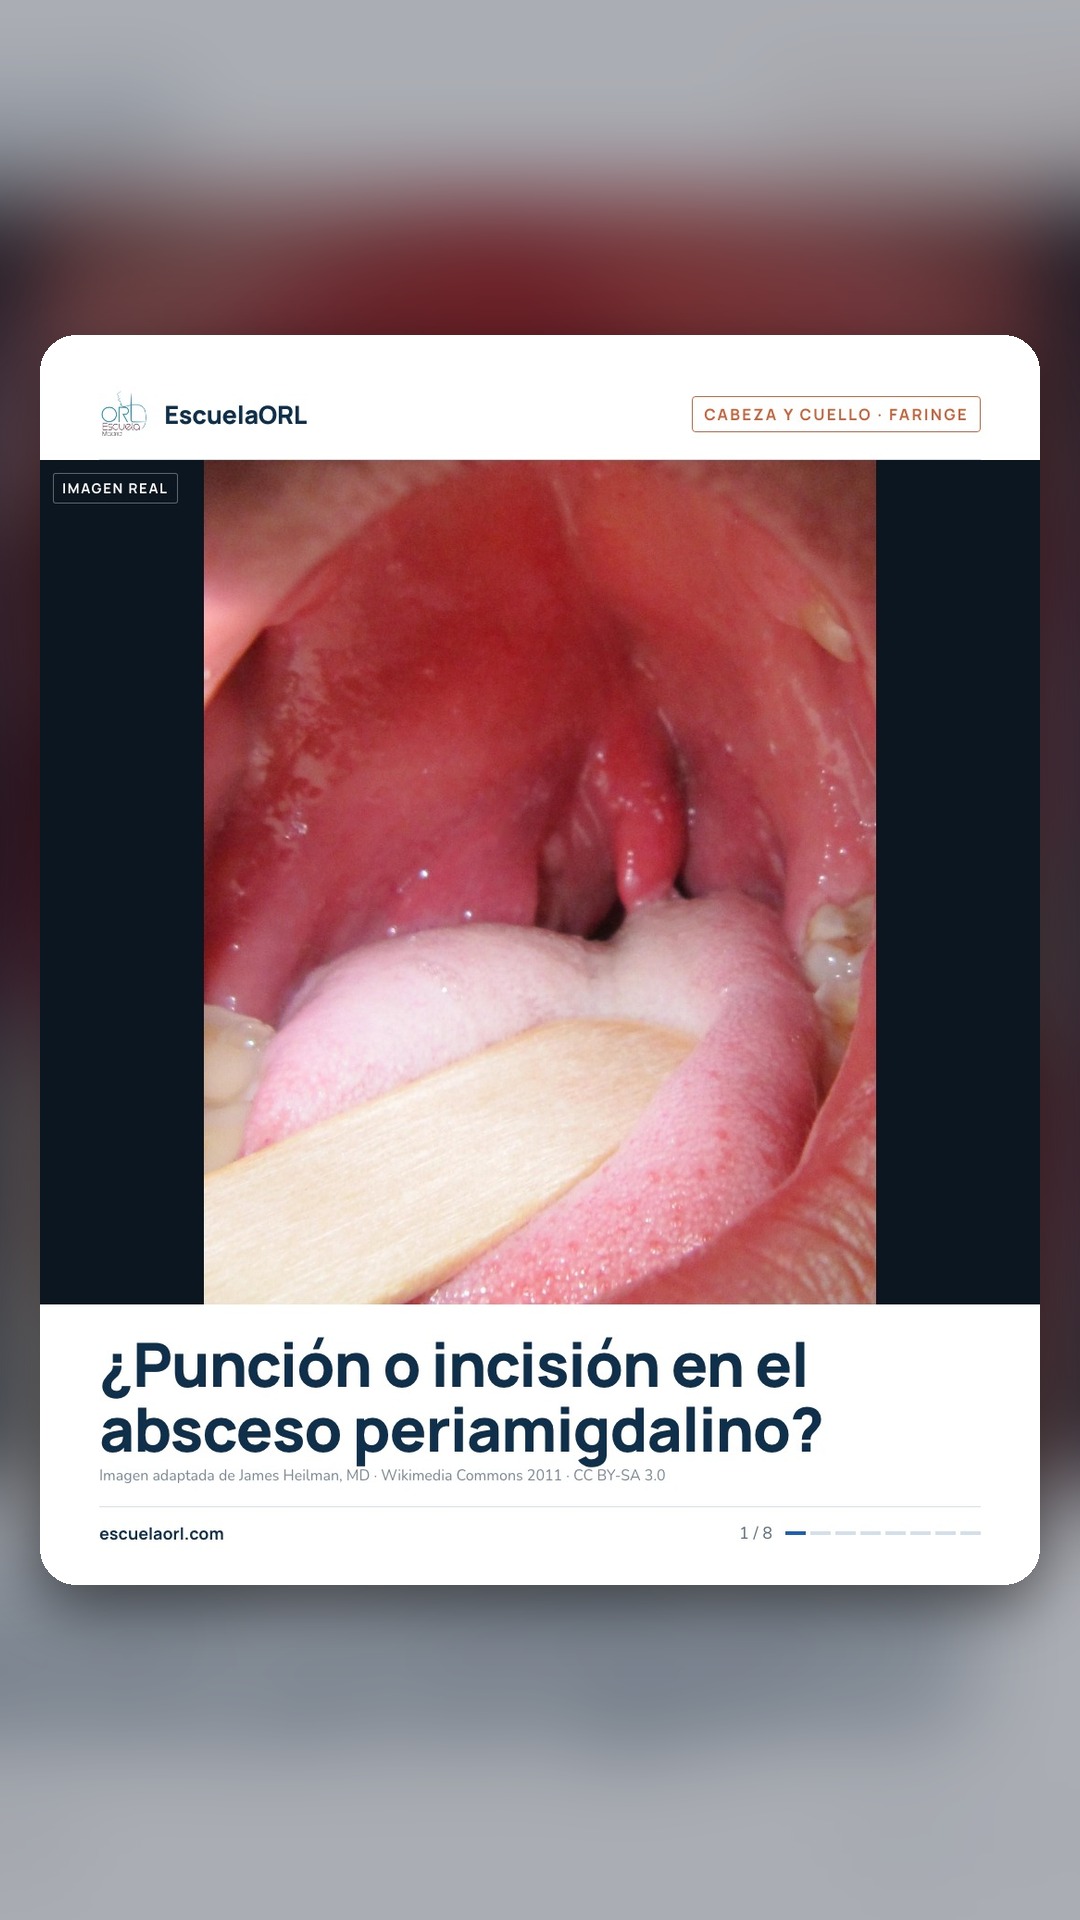 ORL
Escuela
Madrid
EscuelaORL
CABEZA Y CUELLO · FARINGE
IMAGEN REAL
¿Punción o incisión en el
absceso periamigdalino?
Imagen adaptada de James Heilman, MD · Wikimedia Commons 2011 · CC BY-SA 3.0
escuelaorl.com
1 / 8